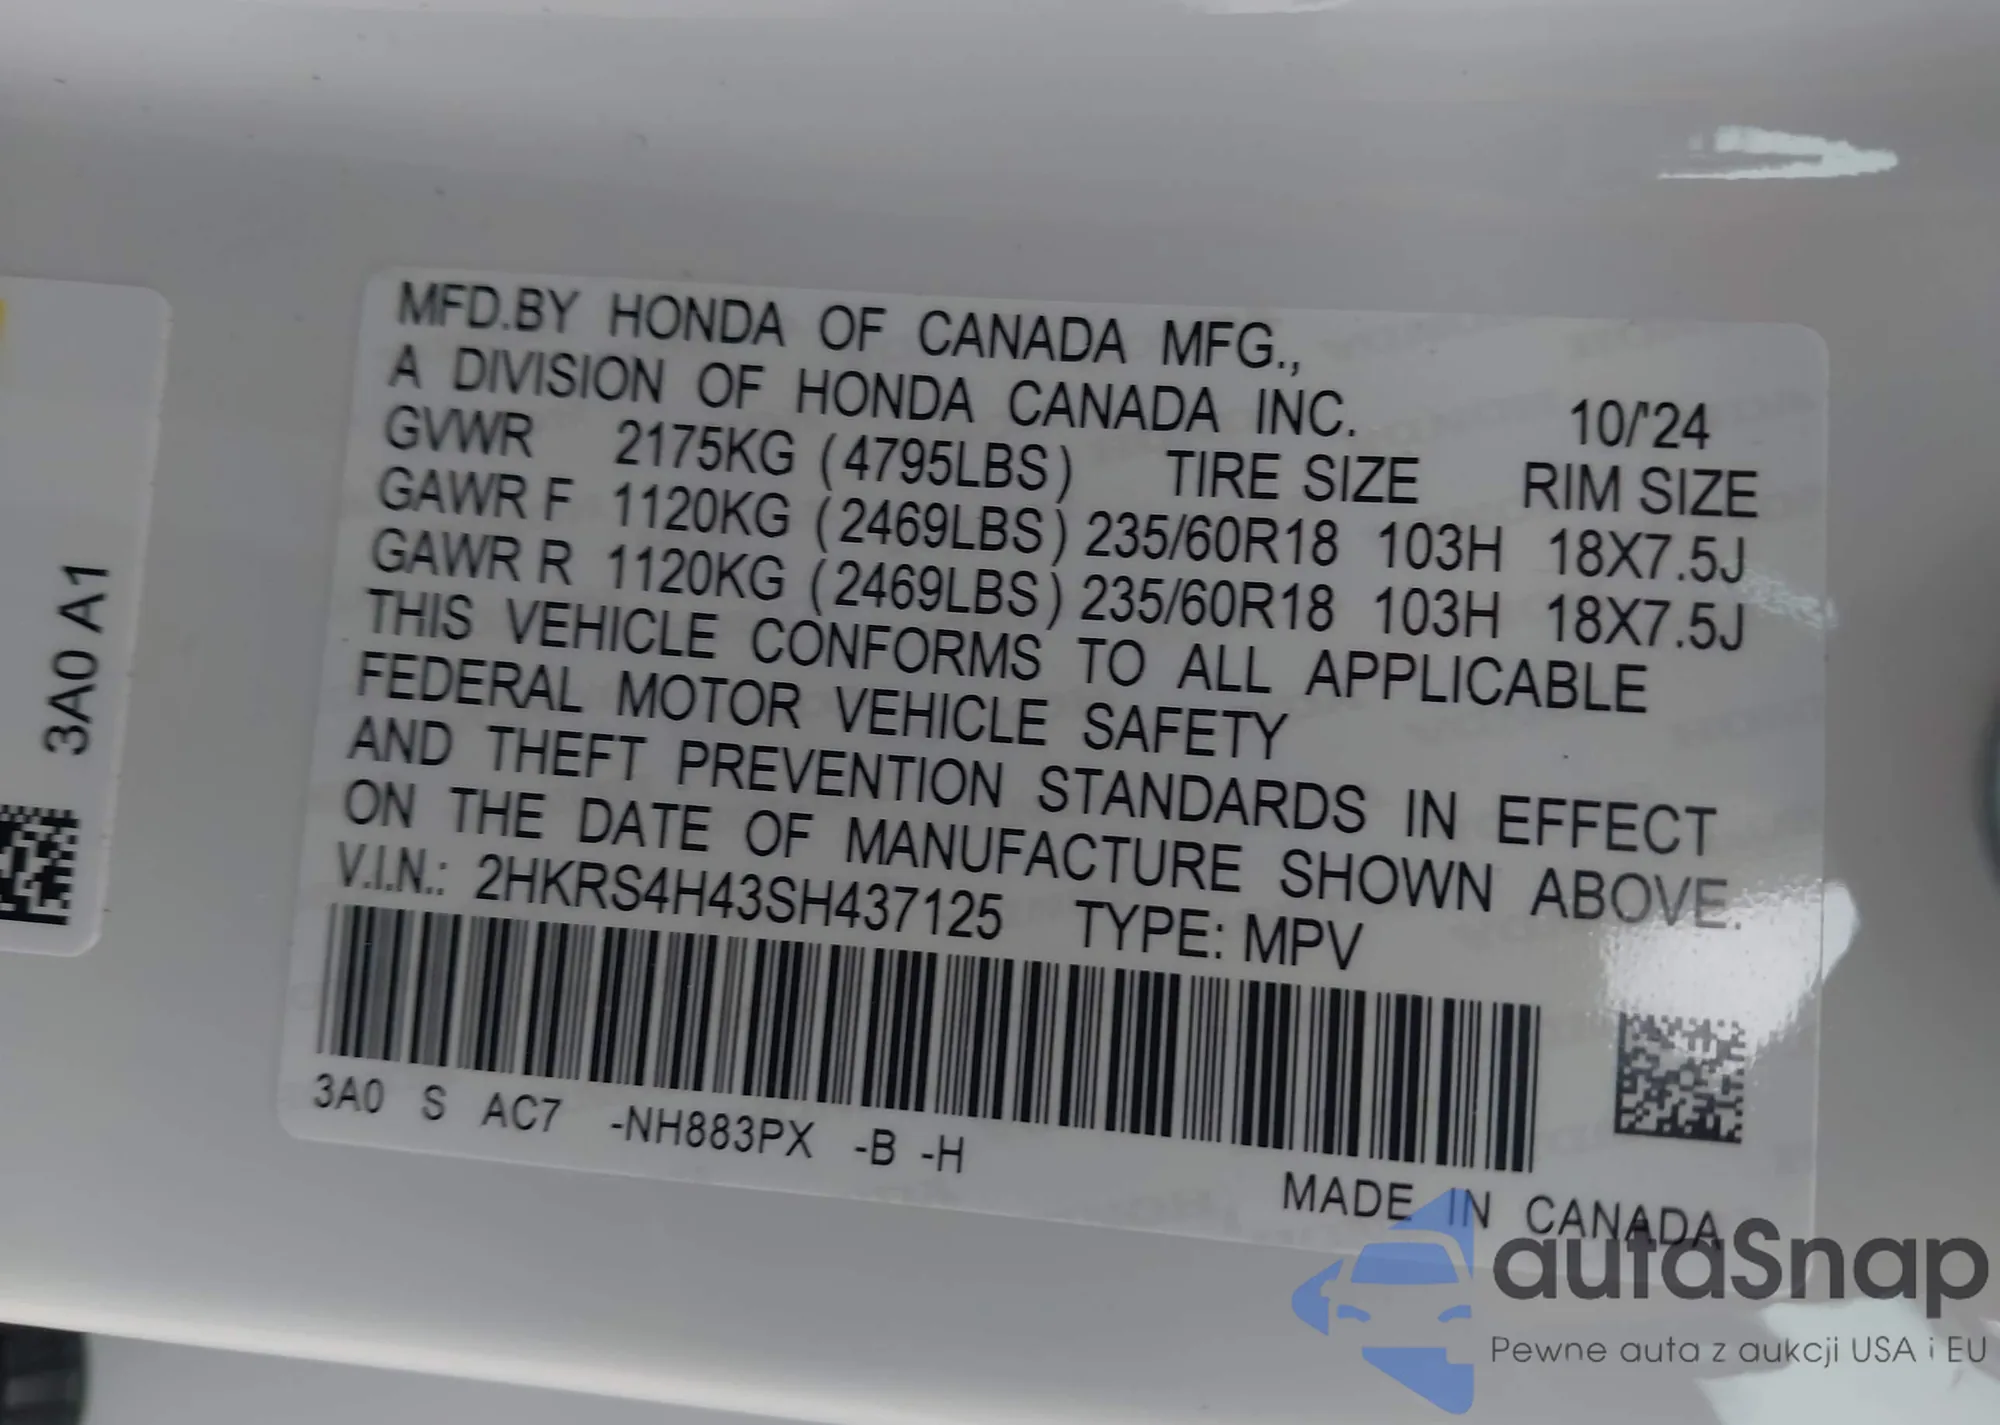 MFD.BY HONDA OF CANADA MFG.,
A DIVISION OF HONDA CANADA INC. 10/'24
GVWR 2175KG (4795LBS) TIRE SIZE RIM SIZE
GAWR F 1120KG (2469LBS) 235/60R18 103H 18X7.5J
GAWR R 1120KG (2469LBS) 235/60R18 103H 18X7.5J
THIS VEHICLE CONFORMS TO ALL APPLICABLE
FEDERAL MOTOR VEHICLE SAFETY
AND THEFT PREVENTION STANDARDS IN EFFECT
ON THE DATE OF MANUFACTURE SHOWN ABOVE.
V.I.N.: 2HKRS4H43SH437125 TYPE: MPV
3A0 S AC7 -NH883PX -B -H
MADE IN CANADA
3A0 A1
autaSnap
Pewne auta z aukcji USA i EU